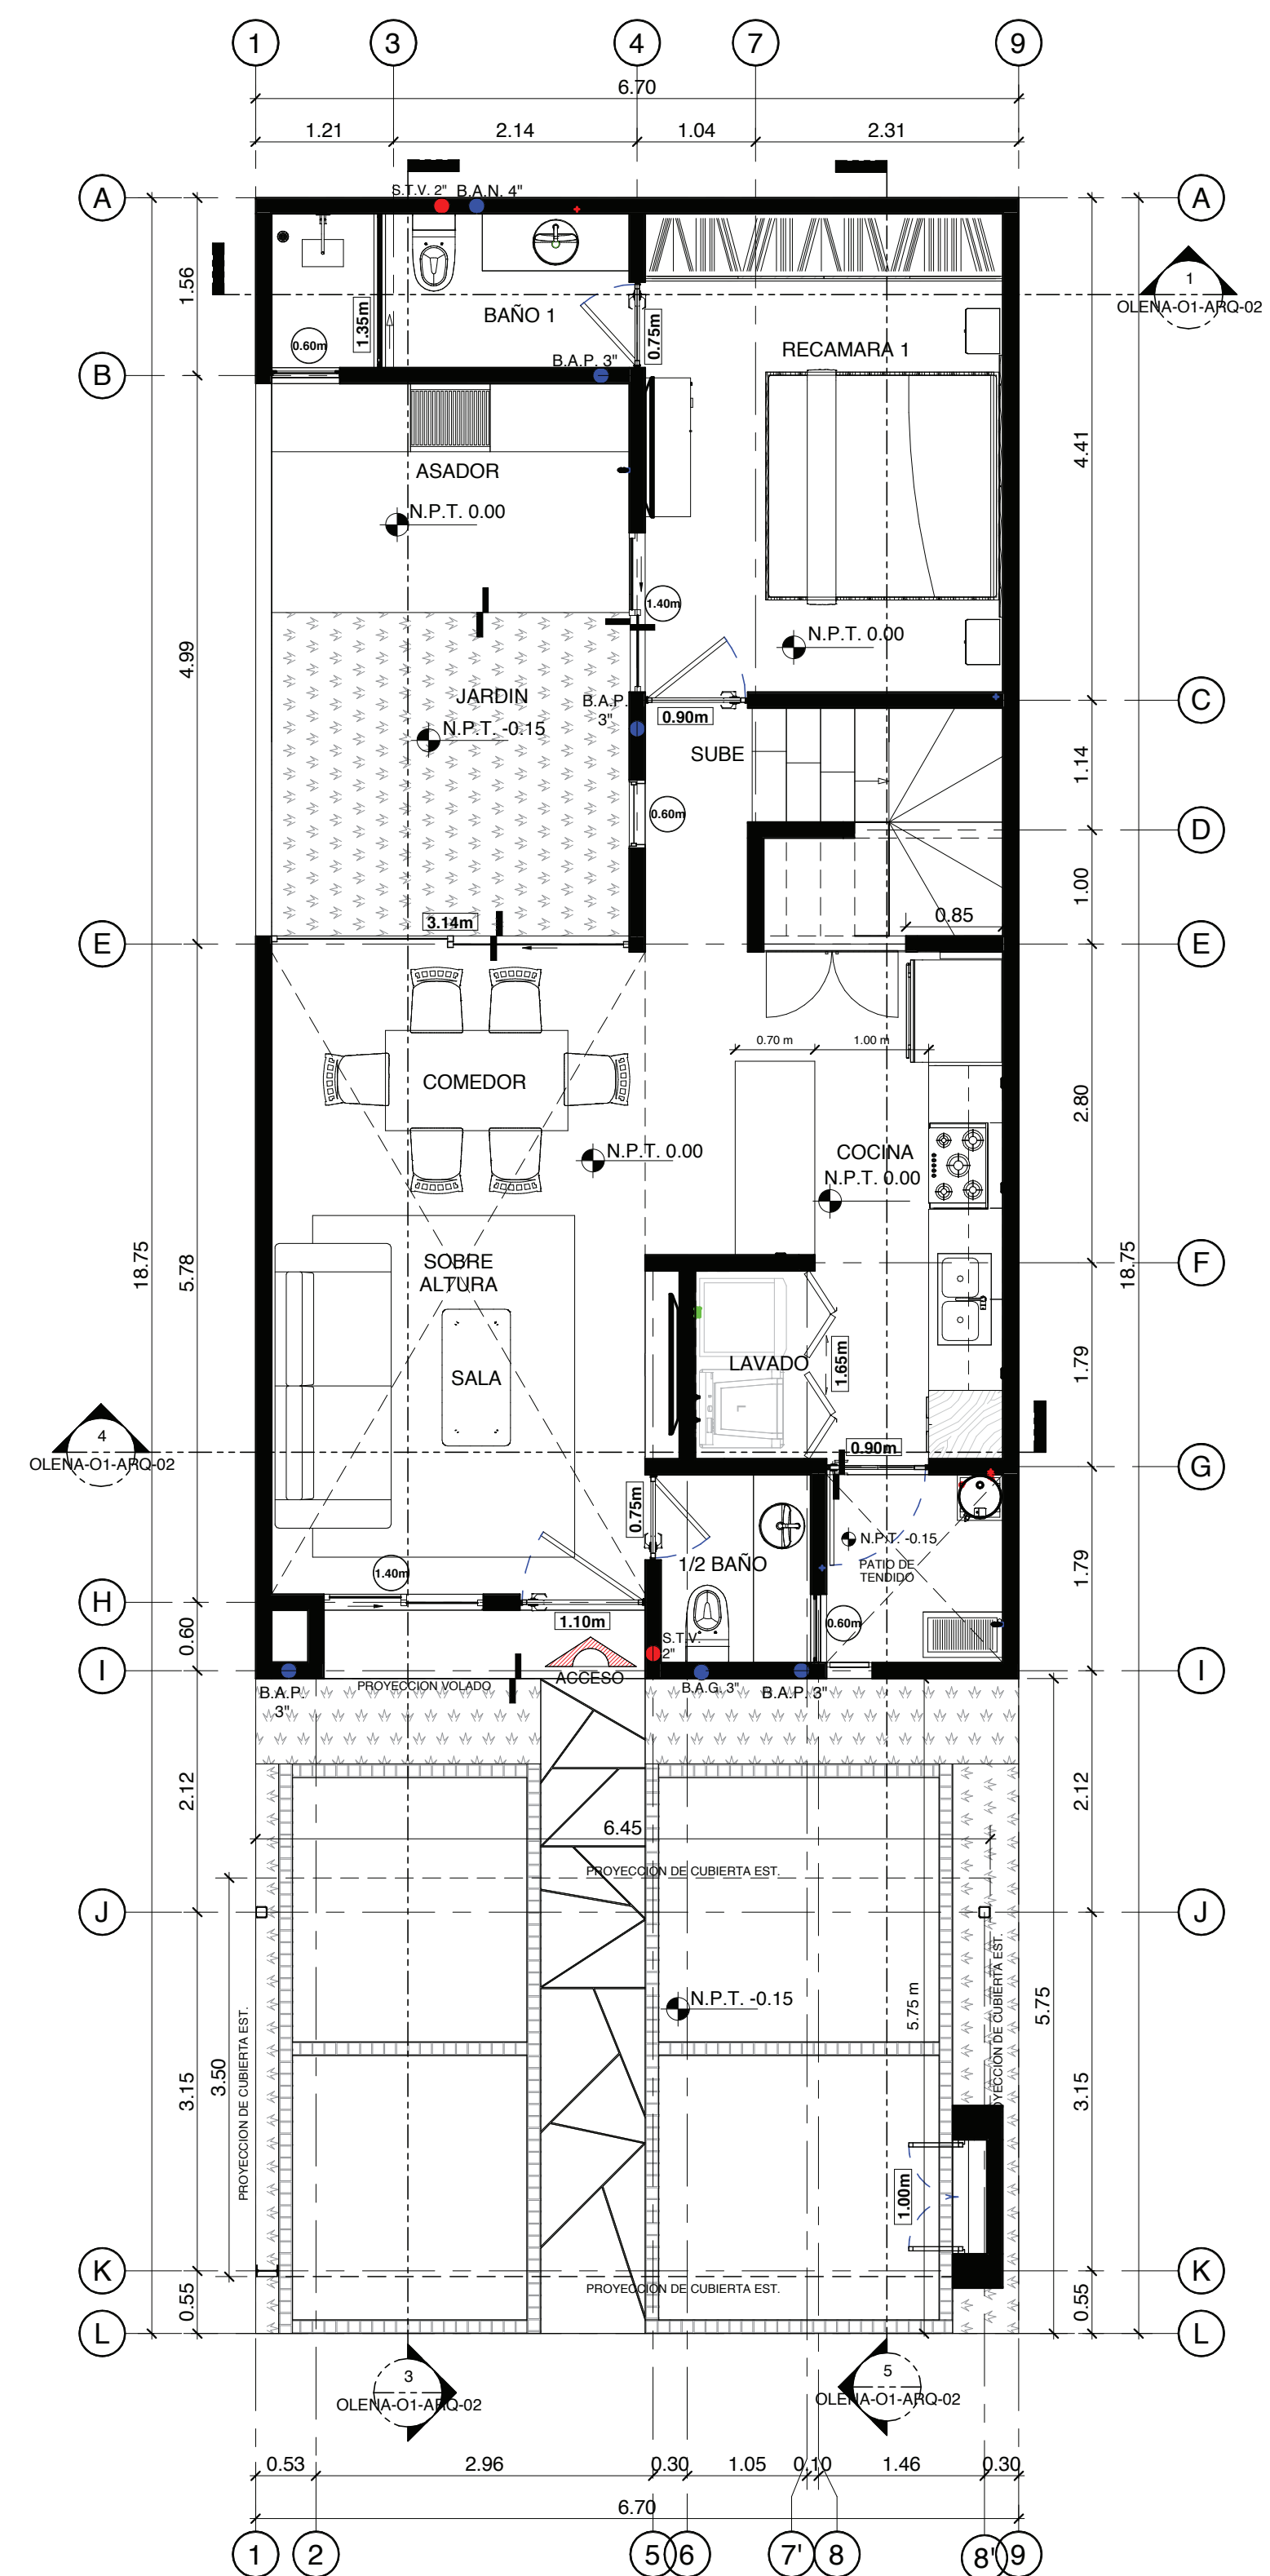 1 3 4 7 9
6.70
1.21 2.14 1.04 2.31
A A
S.T.V. 2" B.A.N. 4"
1.56
1
OLENA-O1-ARQ-02
1.35m
BAÑO 1
0.75m
0.60m
RECAMARA 1
B.A.P. 3"
B
4.41
ASADOR
N.P.T. 0.00
1.40m
N.P.T. 0.00
4.99
JARDIN
B.A.P.
3"
C
0.90m
N.P.T. -0.15
SUBE
1.14
0.60m
D
1.00
3.14m
0.85
E E
0.70 m 1.00 m
COMEDOR
2.80
N.P.T. 0.00
COCINA
N.P.T. 0.00
18.75
5.78
SOBRE
ALTURA
F
18.75
LAVADO
1.65m
1.79
SALA
4
OLENA-O1-ARQ-02
0.90m
G
0.75m
N.P.T. -0.15
1/2 BAÑO
PATIO DE
TENDIDO
1.79
1.40m
H
1.10m
0.60m
0.60
S.T.V.
2"
I I
ACCESO
PROYECCION VOLADO
B.A.P.
3"
B.A.G. 3"
B.A.P. 3"
2.12 2.12
6.45
PROYECCION DE CUBIERTA EST.
J J
PROYECCION DE CUBIERTA EST.
N.P.T. -0.15
5.75 m
5.75
3.50
3.15 3.15
PROYECCION DE CUBIERTA EST.
1.00m
K K
PROYECCION DE CUBIERTA EST.
0.55 0.55
L L
3
OLENA-O1-ARQ-02
5
OLENA-O1-ARQ-02
0.53 2.96 0.30 1.05 0.10 1.46 0.30
6.70
1 2 5 6 7' 8 8' 9